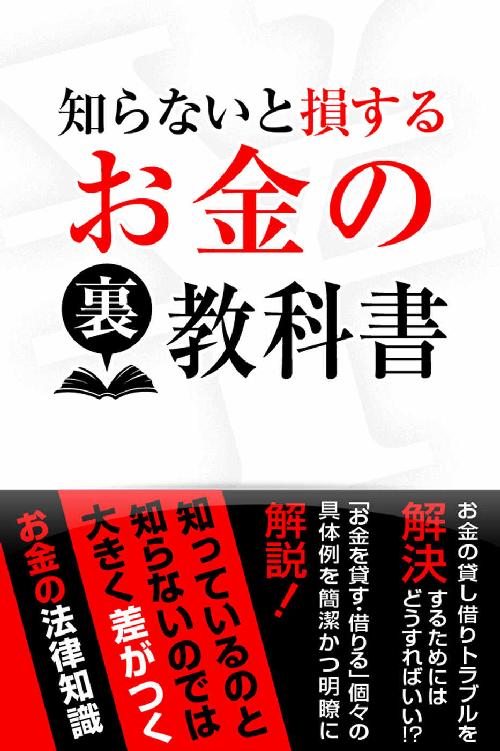 知らないと損する
お金の
裏教科書
お金の貸し借りトラブルを
解決するためには
どうすればいい!?
「お金を貸す・借りる」個々の
具体例を簡潔かつ明瞭に
解説！
知っているのと
知らないのでは
大きく差がつく
お金の法律知識